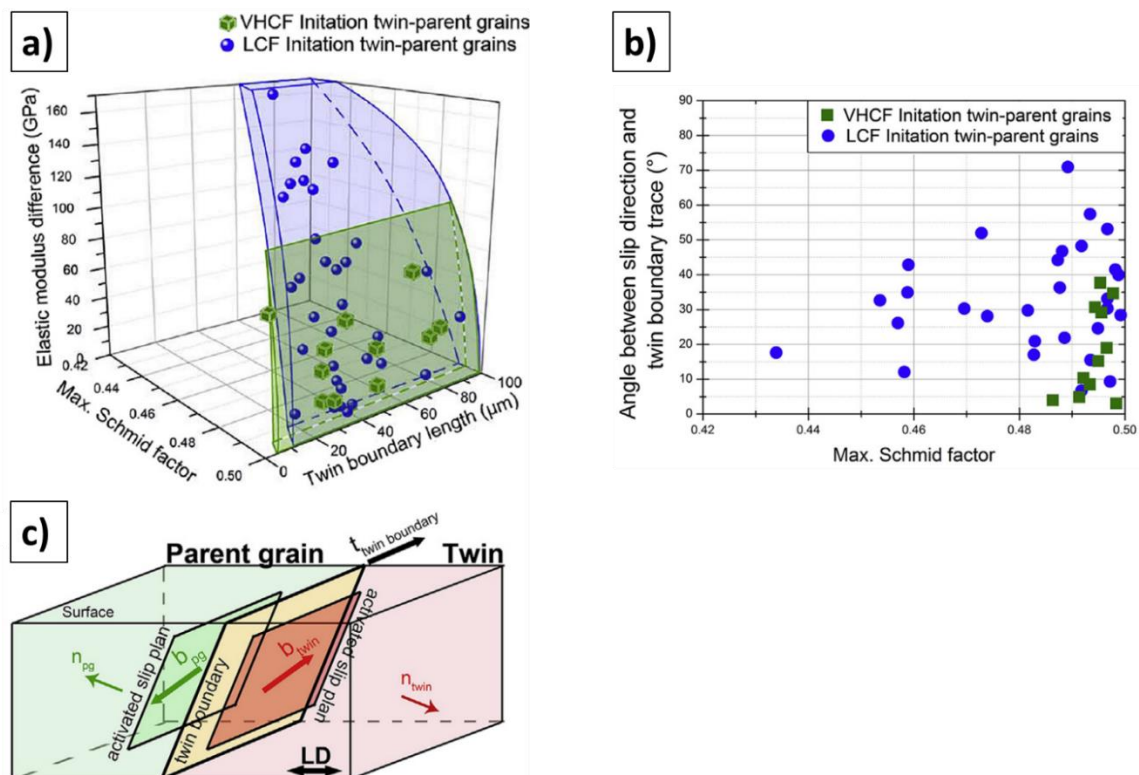 a)
VHCF Initation twin-parent grains
LCF Initation twin-parent grains
Elastic modulus difference (GPa)
160
140
120
100
80
60
40
20
0
0.42
0.44
0.46
0.48
0.50
Max. Schmid factor
0
20
40
60
80
100
Twin boundary length (μm)
b)
VHCF Initation twin-parent grains
LCF Initation twin-parent grains
Angle between slip direction and
twin boundary trace (°)
90
80
70
60
50
40
30
20
10
0
0.42
0.44
0.46
0.48
0.50
Max. Schmid factor
c)
Parent grain
t twin boundary
Twin
Surface
n pg
activated slip plan
b pg
twin boundary
b twin
activated slip plan
n twin
LD